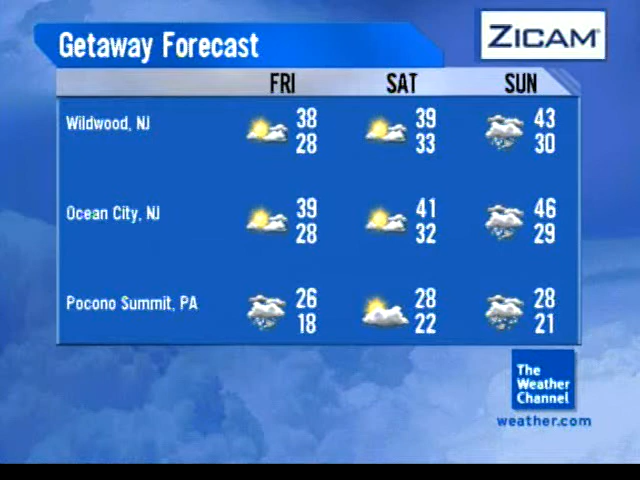 Getaway Forecast
ZICAM®
FRI SAT SUN
Wildwood, NJ 38 39 43
28 33 30
Ocean City, NJ 39 41 46
28 32 29
Pocono Summit, PA 26 28 28
18 22 21
The
Weather
Channel
weather.com